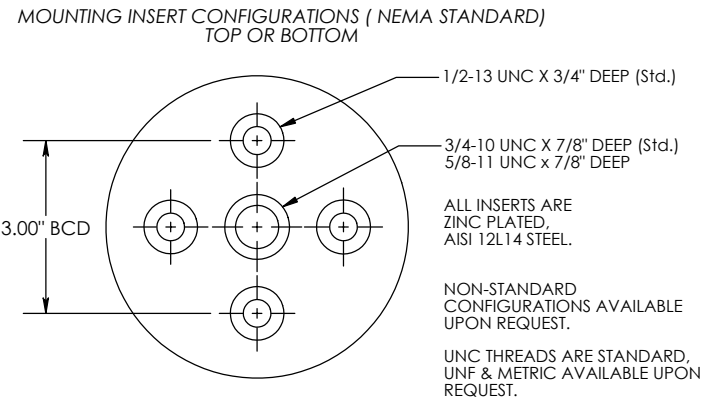 MOUNTING INSERT CONFIGURATIONS ( NEMA STANDARD)
TOP OR BOTTOM
1/2-13 UNC X 3/4" DEEP (Std.)
3/4-10 UNC X 7/8" DEEP (Std.)
5/8-11 UNC x 7/8" DEEP
3.00" BCD
ALL INSERTS ARE
ZINC PLATED,
AISI 12L14 STEEL.
NON-STANDARD
CONFIGURATIONS AVAILABLE
UPON REQUEST.
UNC THREADS ARE STANDARD,
UNF & METRIC AVAILABLE UPON
REQUEST.